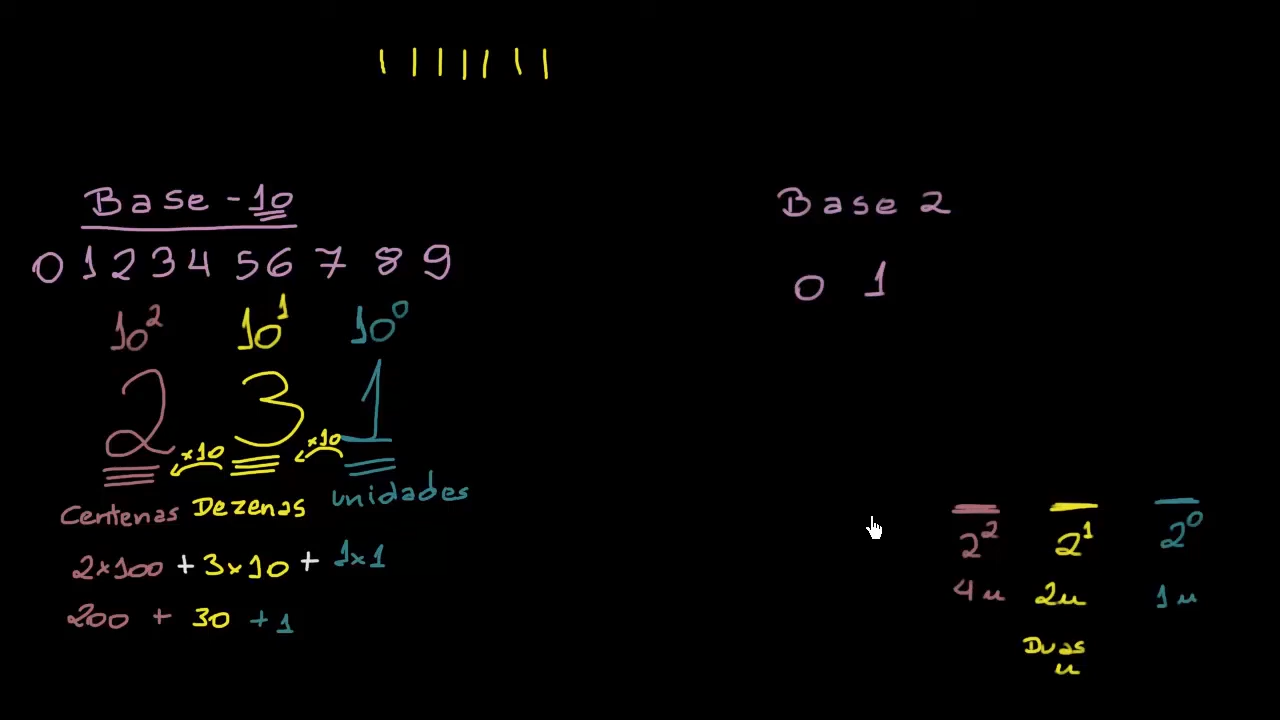 | | | | | | |
Base - 10
0 1 2 3 4 5 6 7 8 9
10² 10¹ 10⁰
2 3 1
×10 ×10
Centenas Dezenas unidades
2×100 + 3×10 + 1×1
200 + 30 + 1
Base 2
0 1
2² 2¹ 2⁰
4u 2u 1u
Duas
u